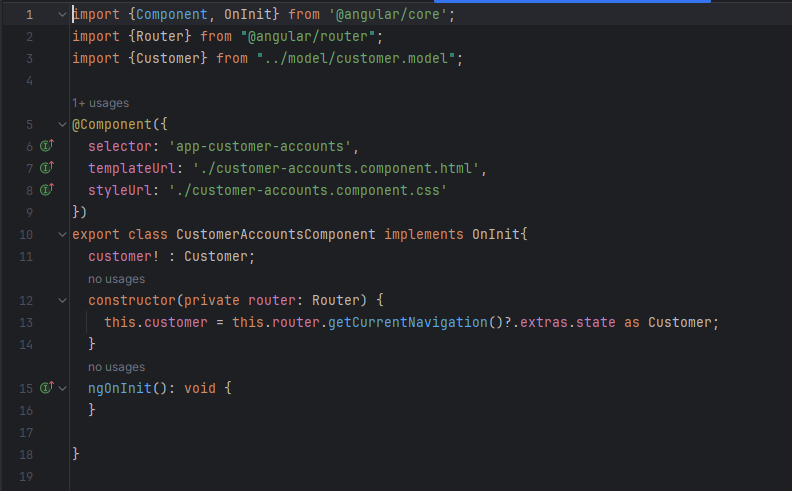 1 import {Component, OnInit} from '@angular/core';
2 import {Router} from "@angular/router";
3 import {Customer} from "../model/customer.model";
4
1+ usages
5 @Component({
6 selector: 'app-customer-accounts',
7 templateUrl: './customer-accounts.component.html',
8 styleUrl: './customer-accounts.component.css'
9 })
10 export class CustomerAccountsComponent implements OnInit{
11 customer! : Customer;
no usages
12 constructor(private router: Router) {
13 this.customer = this.router.getCurrentNavigation()?.extras.state as Customer;
14 }
no usages
15 ngOnInit(): void {
16 }
17
18 }
19